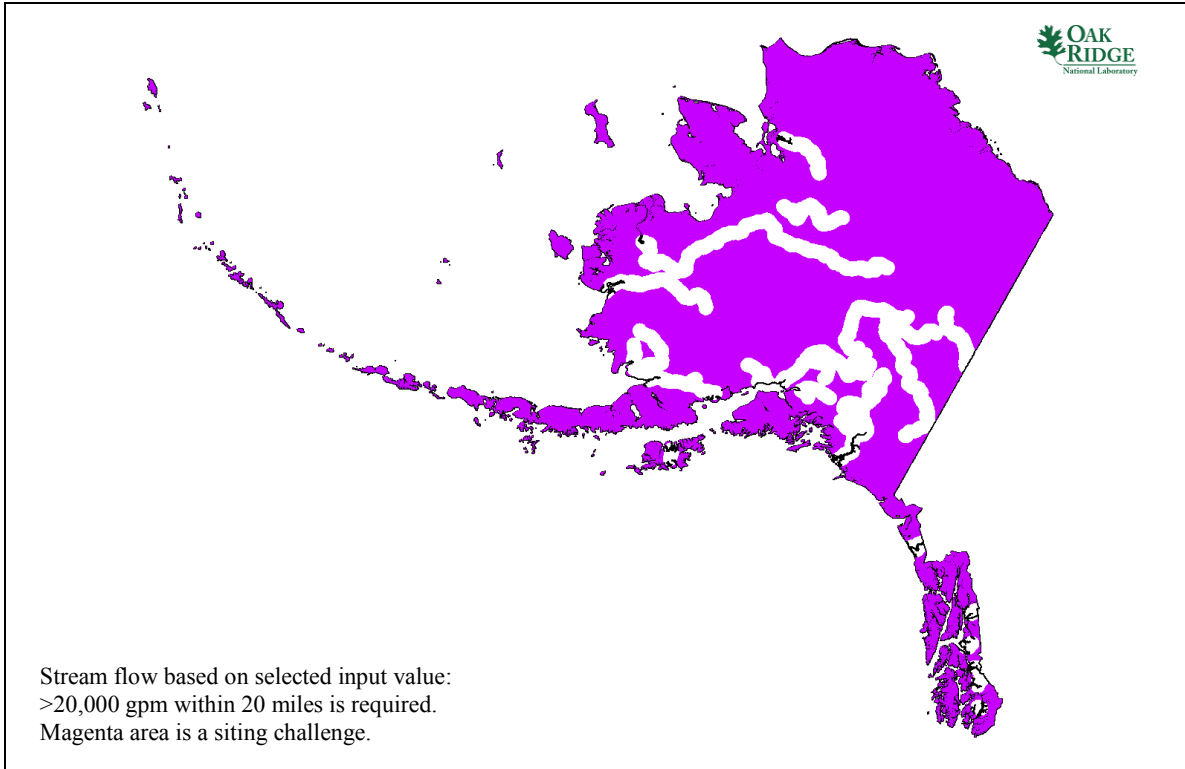 OAK
RIDGE
National Laboratory
Stream flow based on selected input value:
>20,000 gpm within 20 miles is required.
Magenta area is a siting challenge.